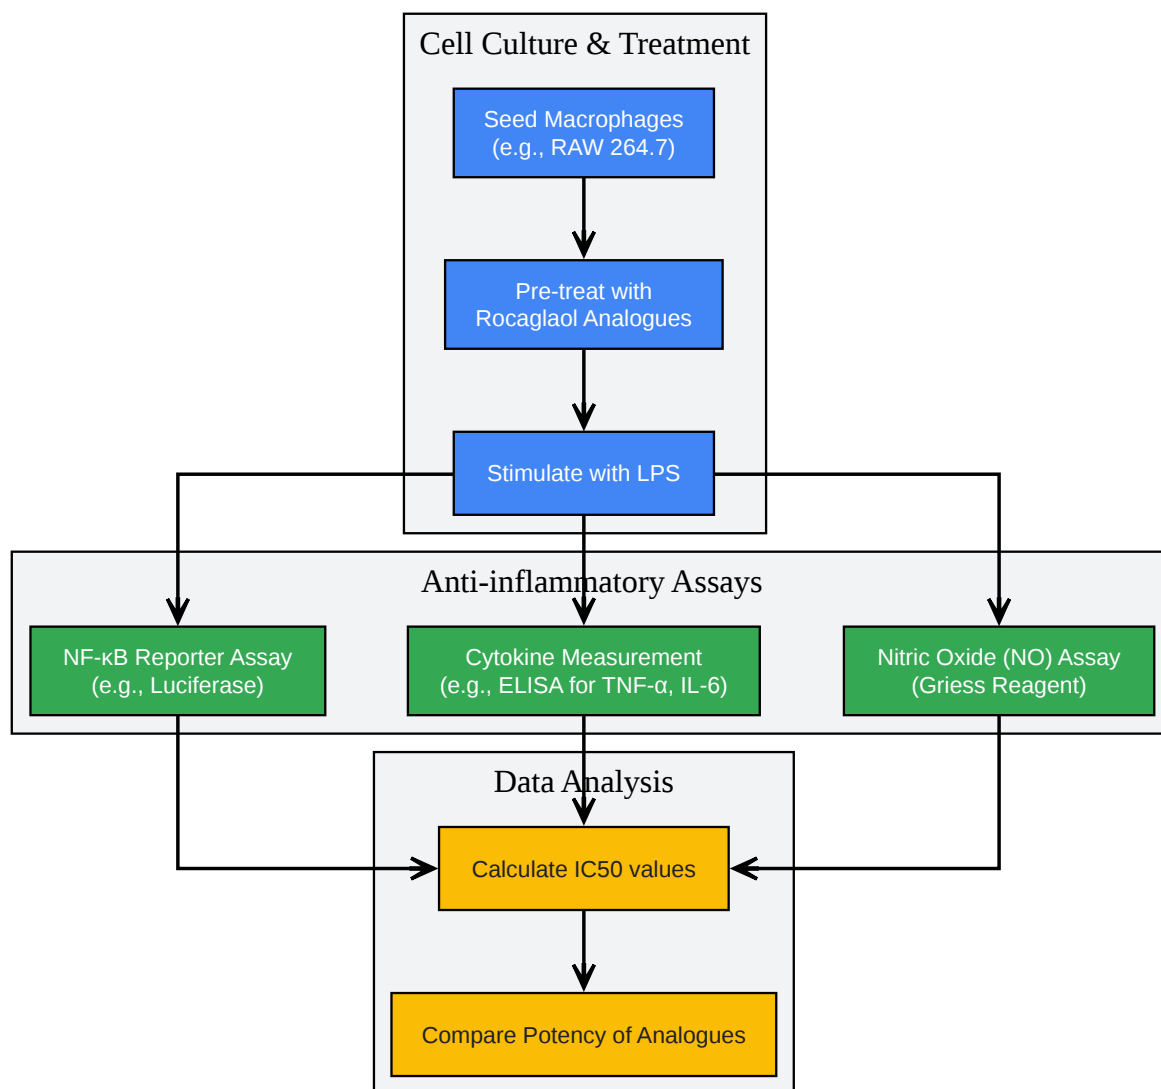 Cell Culture & Treatment
Seed Macrophages
(e.g., RAW 264.7)
Pre-treat with
Rocaglaol Analogues
Stimulate with LPS
Anti-inflammatory Assays
NF-κB Reporter Assay
(e.g., Luciferase)
Cytokine Measurement
(e.g., ELISA for TNF-α, IL-6)
Nitric Oxide (NO) Assay
(Griess Reagent)
Data Analysis
Calculate IC50 values
Compare Potency of Analogues